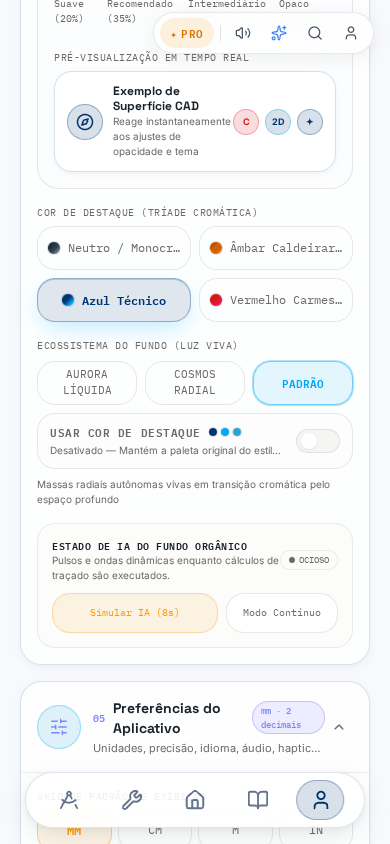 Suave Recomendado Intermediário Opaco
(20%) (35%)
✦ PRO
PRÉ-VISUALIZAÇÃO EM TEMPO REAL
Exemplo de
Superfície CAD
Reage instantaneamente
aos ajustes de
opacidade e tema
C 2D ✦
COR DE DESTAQUE (TRÍADE CROMÁTICA)
Neutro / Monocr…
Âmbar Caldeirar…
Azul Técnico
Vermelho Carmes…
ECOSSISTEMA DO FUNDO (LUZ VIVA)
AURORA
LÍQUIDA
COSMOS
RADIAL
PADRÃO
USAR COR DE DESTAQUE
Desativado — Mantém a paleta original do estil…
Massas radiais autônomas vivas em transição cromática pelo
espaço profundo
ESTADO DE IA DO FUNDO ORGÂNICO
Pulsos e ondas dinâmicas enquanto cálculos de
traçado são executados.
OCIOSO
Simular IA (8s)
Modo Contínuo
05
Preferências do
Aplicativo
mm · 2
decimais
Unidades, precisão, idioma, áudio, haptic…
MM CM M IN